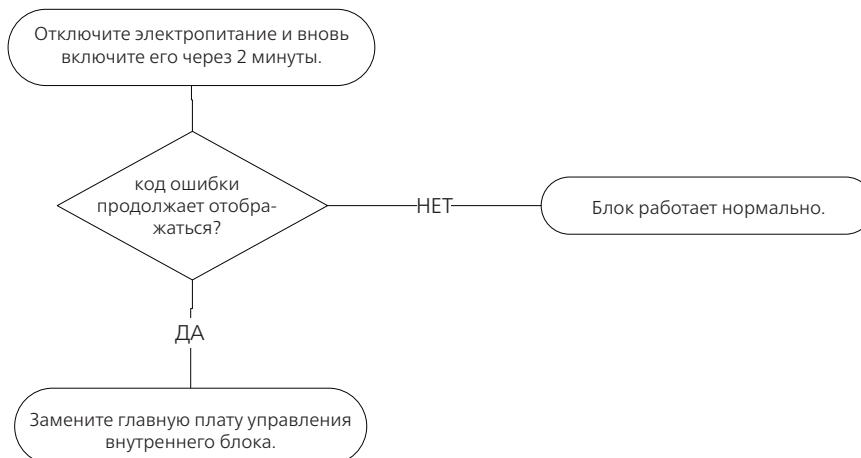 Отключите электропитание и вновь
включите его через 2 минуты.
код ошибки
продолжает отобра-
жаться?
НЕТ
Блок работает нормально.
ДА
Замените главную плату управления
внутреннего блока.